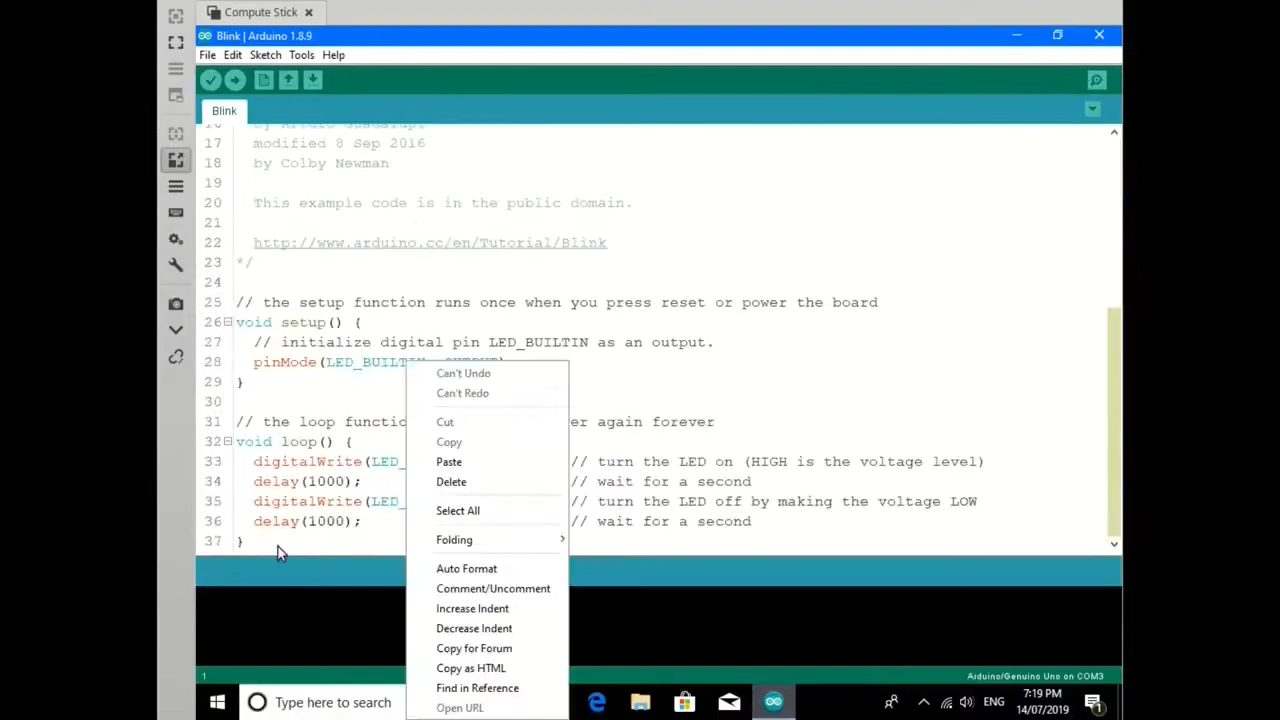 Compute Stick
Blink | Arduino 1.8.9
File Edit Sketch Tools Help
Blink
16 by Arturo Guadalupi
17 modified 8 Sep 2016
18 by Colby Newman
19
20 This example code is in the public domain.
21
22 http://www.arduino.cc/en/Tutorial/Blink
23 */
24
25 // the setup function runs once when you press reset or power the board
26 void setup() {
27 // initialize digital pin LED_BUILTIN as an output.
28 pinMode(LED_BUILTIN, OUTPUT)
29 }
30
31 // the loop functio er again forever
32 void loop() {
33 digitalWrite(LED_ // turn the LED on (HIGH is the voltage level)
34 delay(1000); // wait for a second
35 digitalWrite(LED_ // turn the LED off by making the voltage LOW
36 delay(1000); // wait for a second
37 }
Can't Undo
Can't Redo
Cut
Copy
Paste
Delete
Select All
Folding
Auto Format
Comment/Uncomment
Increase Indent
Decrease Indent
Copy for Forum
Copy as HTML
Find in Reference
Open URL
1 Arduino/Genuino Uno on COM3
Type here to search
ENG
7:19 PM
14/07/2019
1